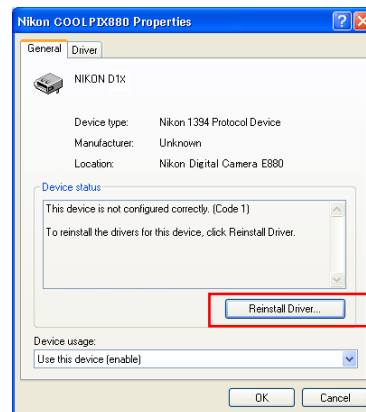 Nikon COOLPIX880 Properties
General Driver
NIKON D1X
Device type: Nikon 1394 Protocol Device
Manufacturer: Unknown
Location: Nikon Digital Camera E880
Device status
This device is not configured correctly. (Code 1)
To reinstall the drivers for this device, click Reinstall Driver.
Reinstall Driver...
Device usage:
Use this device (enable)
OK Cancel